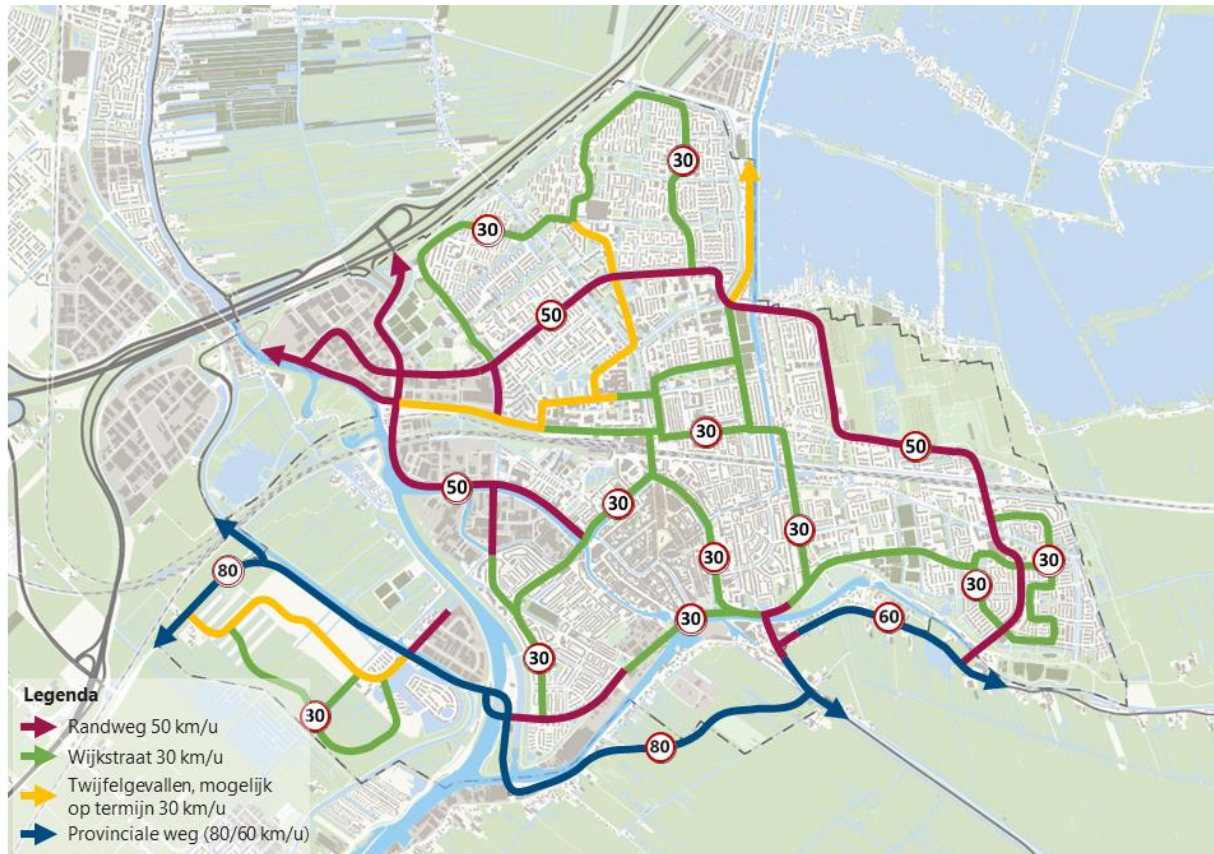 30
30
50
30
50
50
30
30
30
30
30
80
60
30
30
30
80
Legenda
Randweg 50 km/u
Wijkstraat 30 km/u
Twijfelgevallen, mogelijk
op termijn 30 km/u
Provinciale weg (80/60 km/u)